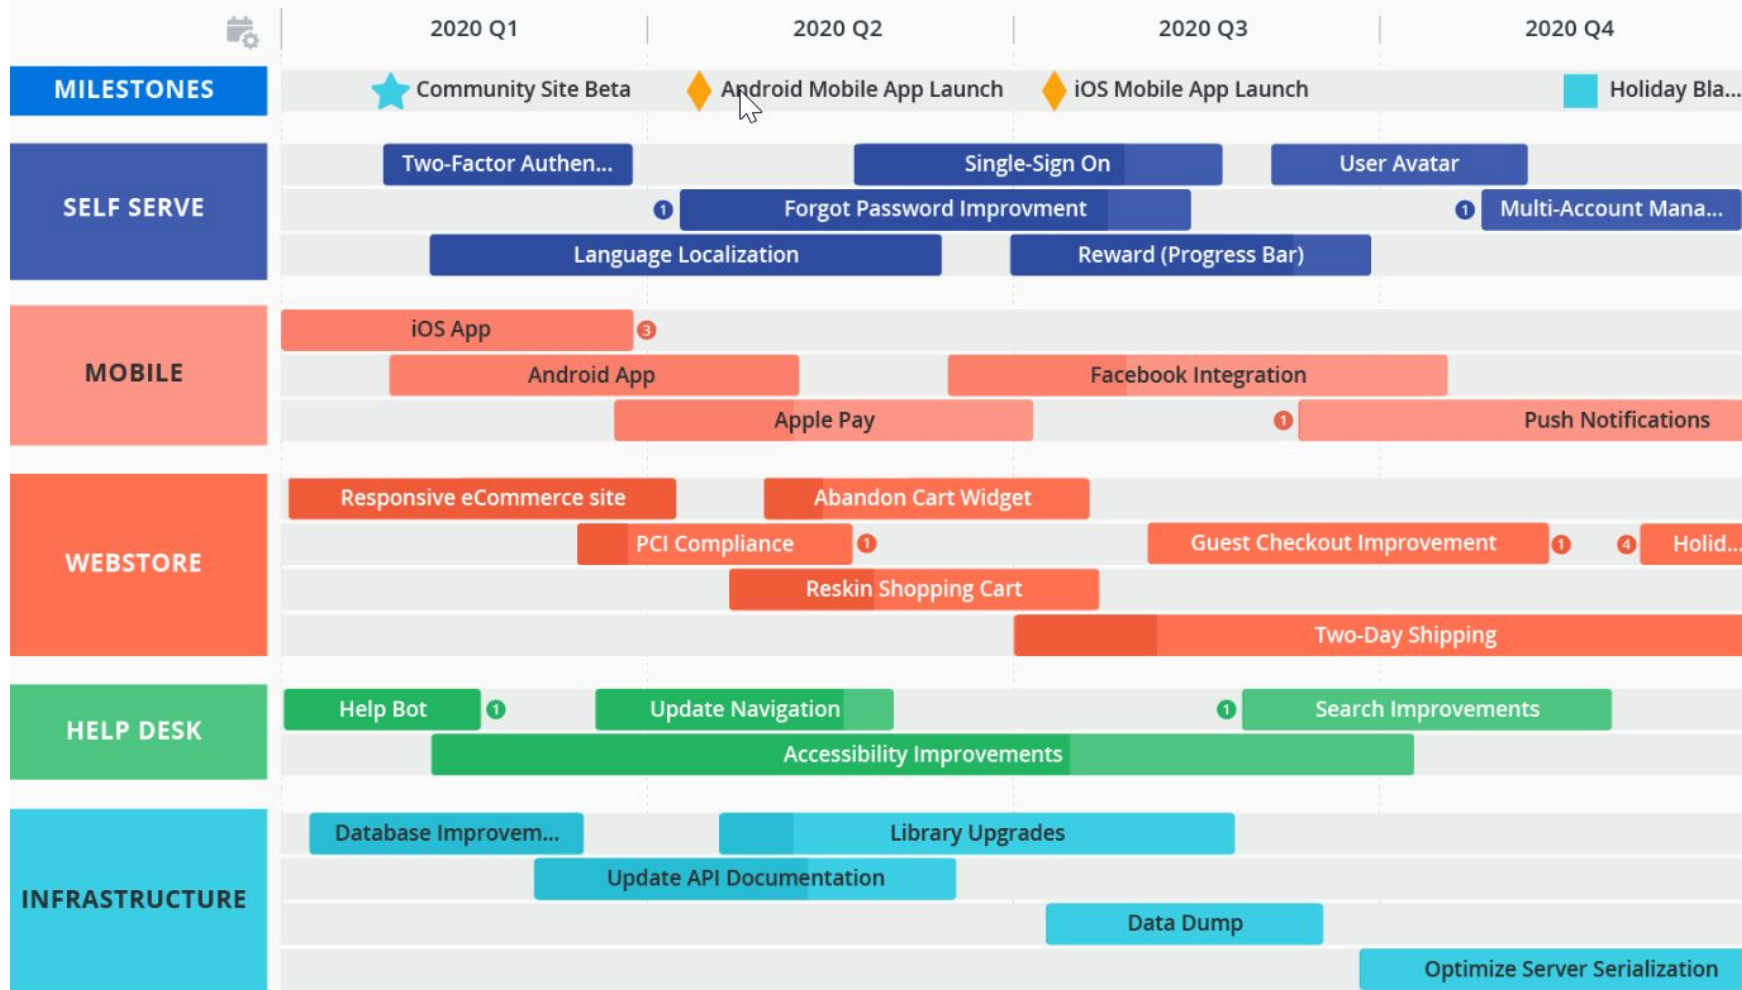 2020 Q1
2020 Q2
2020 Q3
2020 Q4
MILESTONES
Community Site Beta
Android Mobile App Launch
iOS Mobile App Launch
Holiday Bla...
SELF SERVE
Two-Factor Authen...
Single-Sign On
User Avatar
1
Forgot Password Improvment
1
Multi-Account Mana...
Language Localization
Reward (Progress Bar)
MOBILE
iOS App
3
Android App
Facebook Integration
Apple Pay
1
Push Notifications
WEBSTORE
Responsive eCommerce site
Abandon Cart Widget
PCI Compliance
1
Guest Checkout Improvement
1
4
Holid...
Reskin Shopping Cart
Two-Day Shipping
HELP DESK
Help Bot
1
Update Navigation
1
Search Improvements
Accessibility Improvements
INFRASTRUCTURE
Database Improvem...
Library Upgrades
Update API Documentation
Data Dump
Optimize Server Serialization